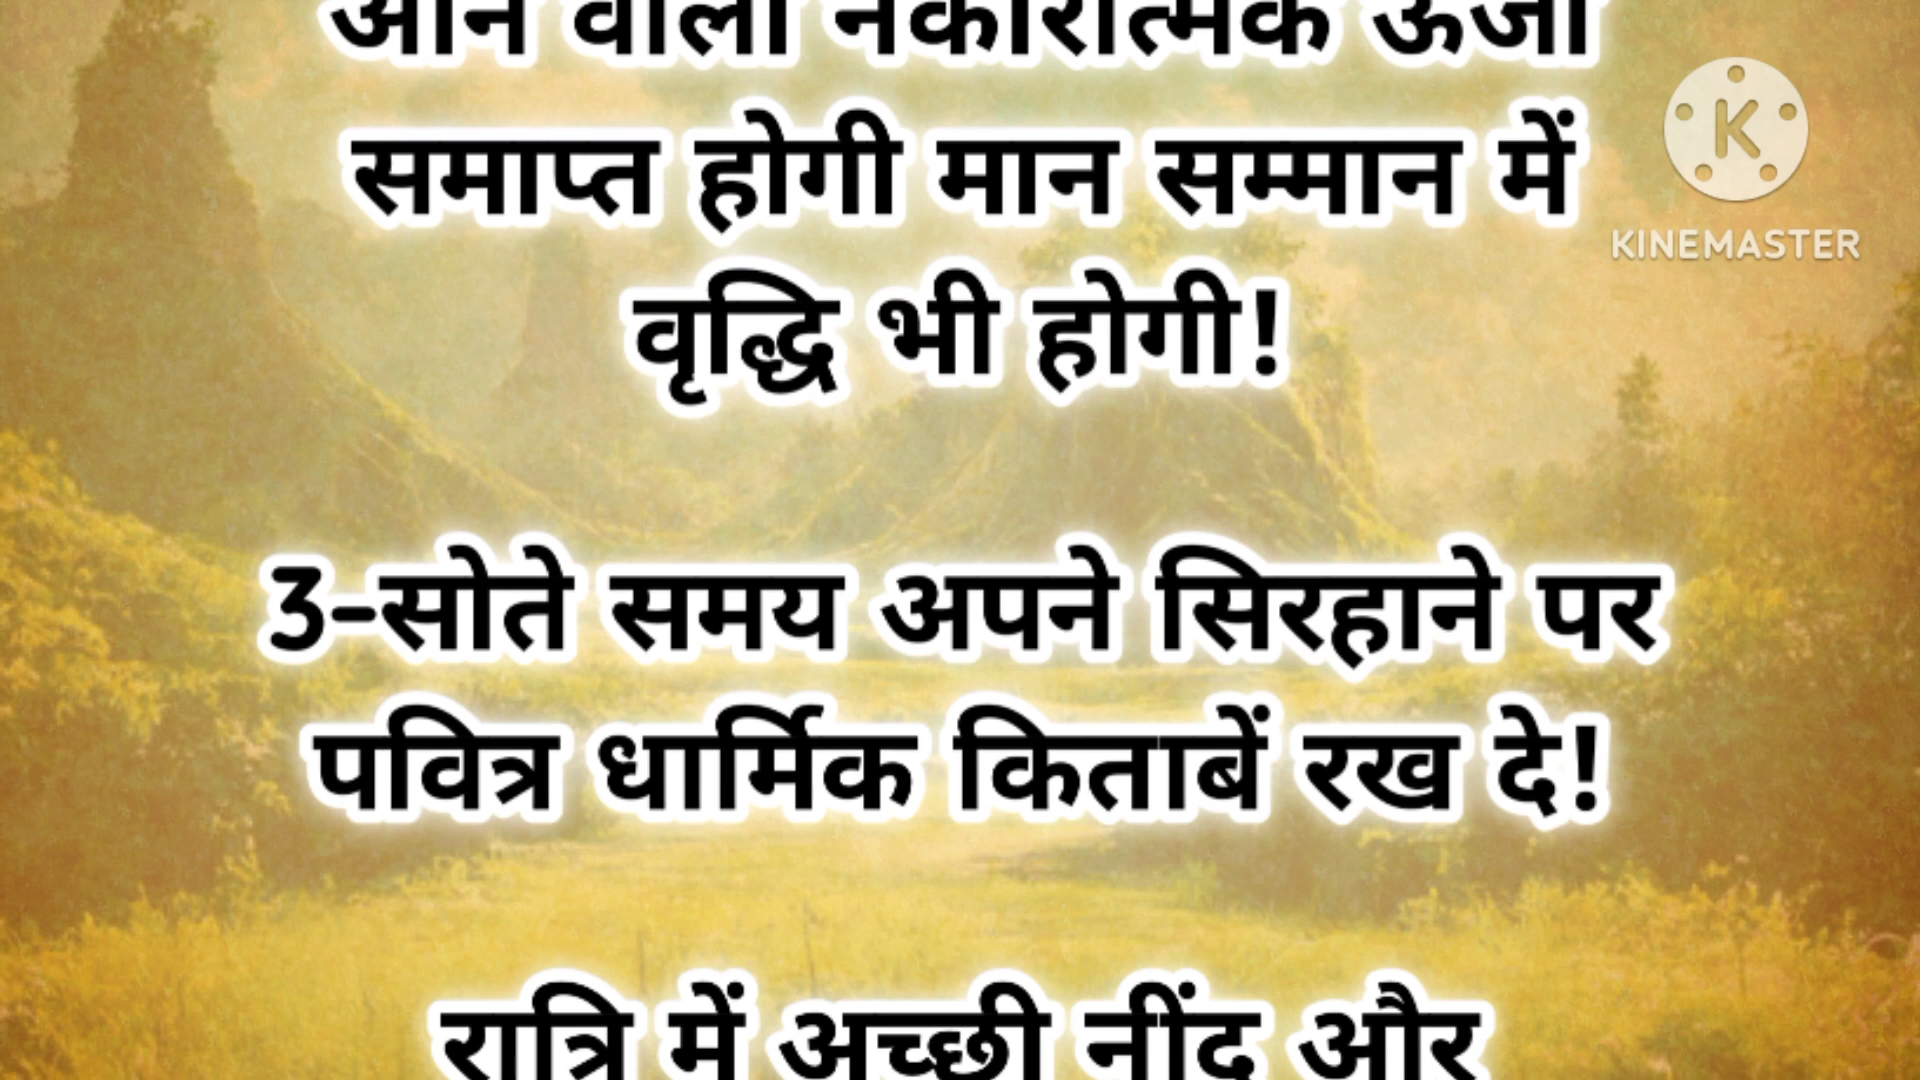 आने वाली नकारात्मक ऊर्जा
समाप्त होगी मान सम्मान में
वृद्धि भी होगी!
3-सोते समय अपने सिरहाने पर
पवित्र धार्मिक किताबें रख दे!
रात्रि में अच्छी नींद और
K
KINEMASTER